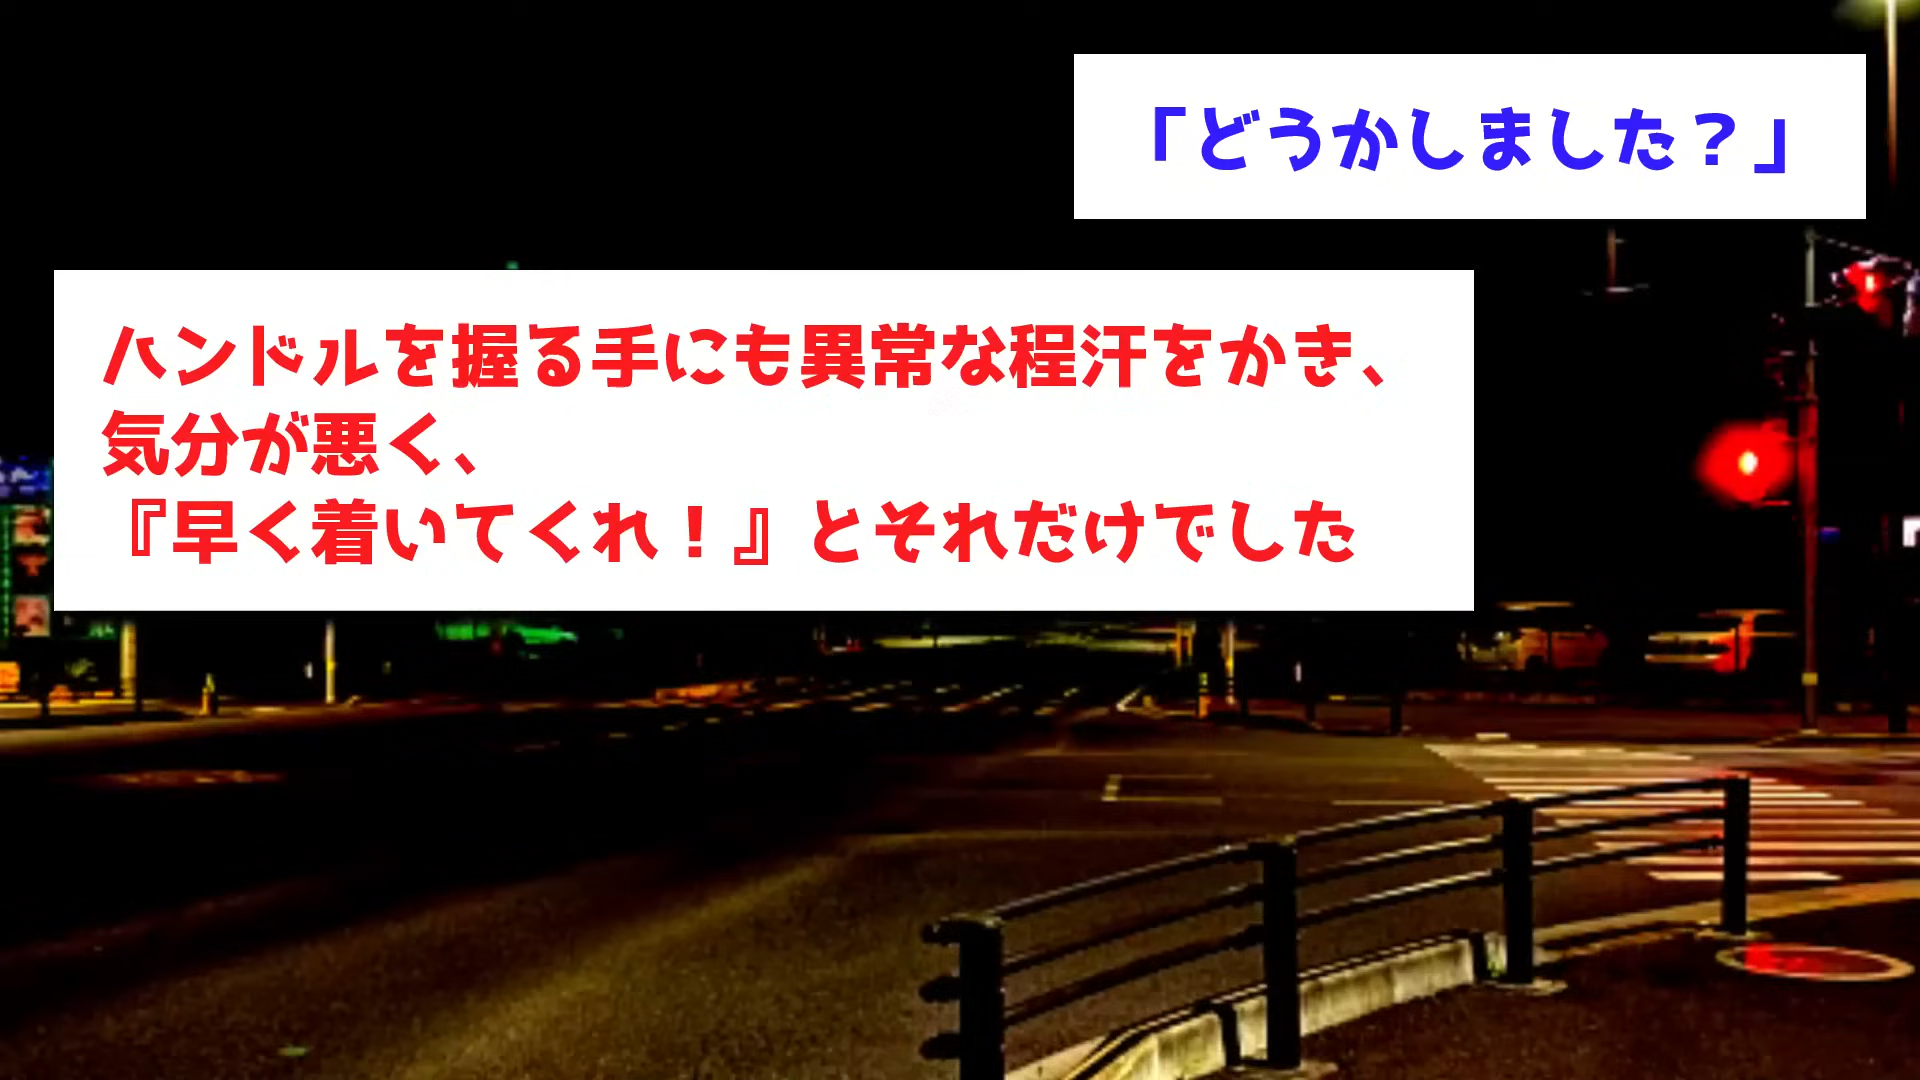 「どうかしました？」
ハンドルを握る手にも異常な程汗をかき、
気分が悪く、
『早く着いてくれ！』とそれだけでした